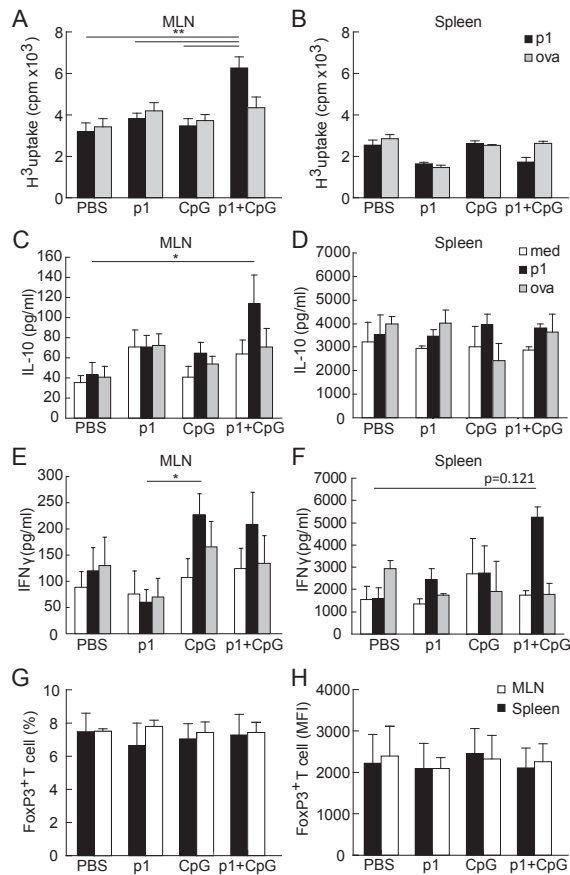 A MLN
**
H³uptake (cpm x10³)
8
6
4
2
0
PBS p1 CpG p1+CpG
B Spleen
p1
ova
H³uptake (cpm x10³)
8
6
4
2
0
PBS p1 CpG p1+CpG
C MLN
*
IL-10 (pg/ml)
160
140
120
100
80
60
40
20
0
PBS p1 CpG p1+CpG
D Spleen
med
p1
ova
IL-10 (pg/ml)
7000
6000
5000
4000
3000
2000
1000
0
PBS p1 CpG p1+CpG
E MLN
*
IFNγ(pg/ml)
300
250
200
150
100
50
0
PBS p1 CpG p1+CpG
F Spleen
p=0.121
IFNγ(pg/ml)
7000
6000
5000
4000
3000
2000
1000
0
PBS p1 CpG p1+CpG
G
FoxP3⁺T cell (%)
10
8
6
4
2
0
PBS p1 CpG p1+CpG
H
MLN
Spleen
FoxP3⁺T cell (MFI)
4000
3000
2000
1000
0
PBS p1 CpG p1+CpG